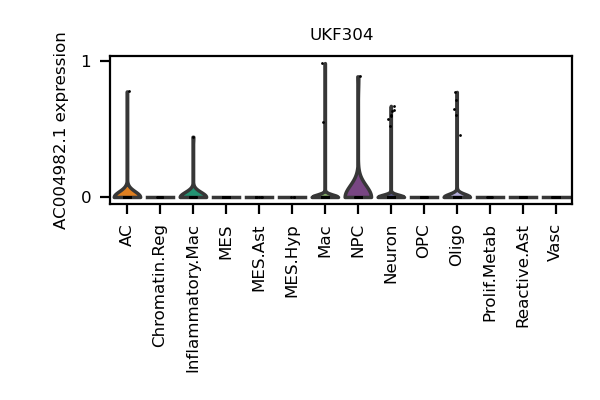 UKF304
AC004982.1 expression
1
0
AC
Chromatin.Reg
Inflammatory.Mac
MES
MES.Ast
MES.Hyp
Mac
NPC
Neuron
OPC
Oligo
Prolif.Metab
Reactive.Ast
Vasc